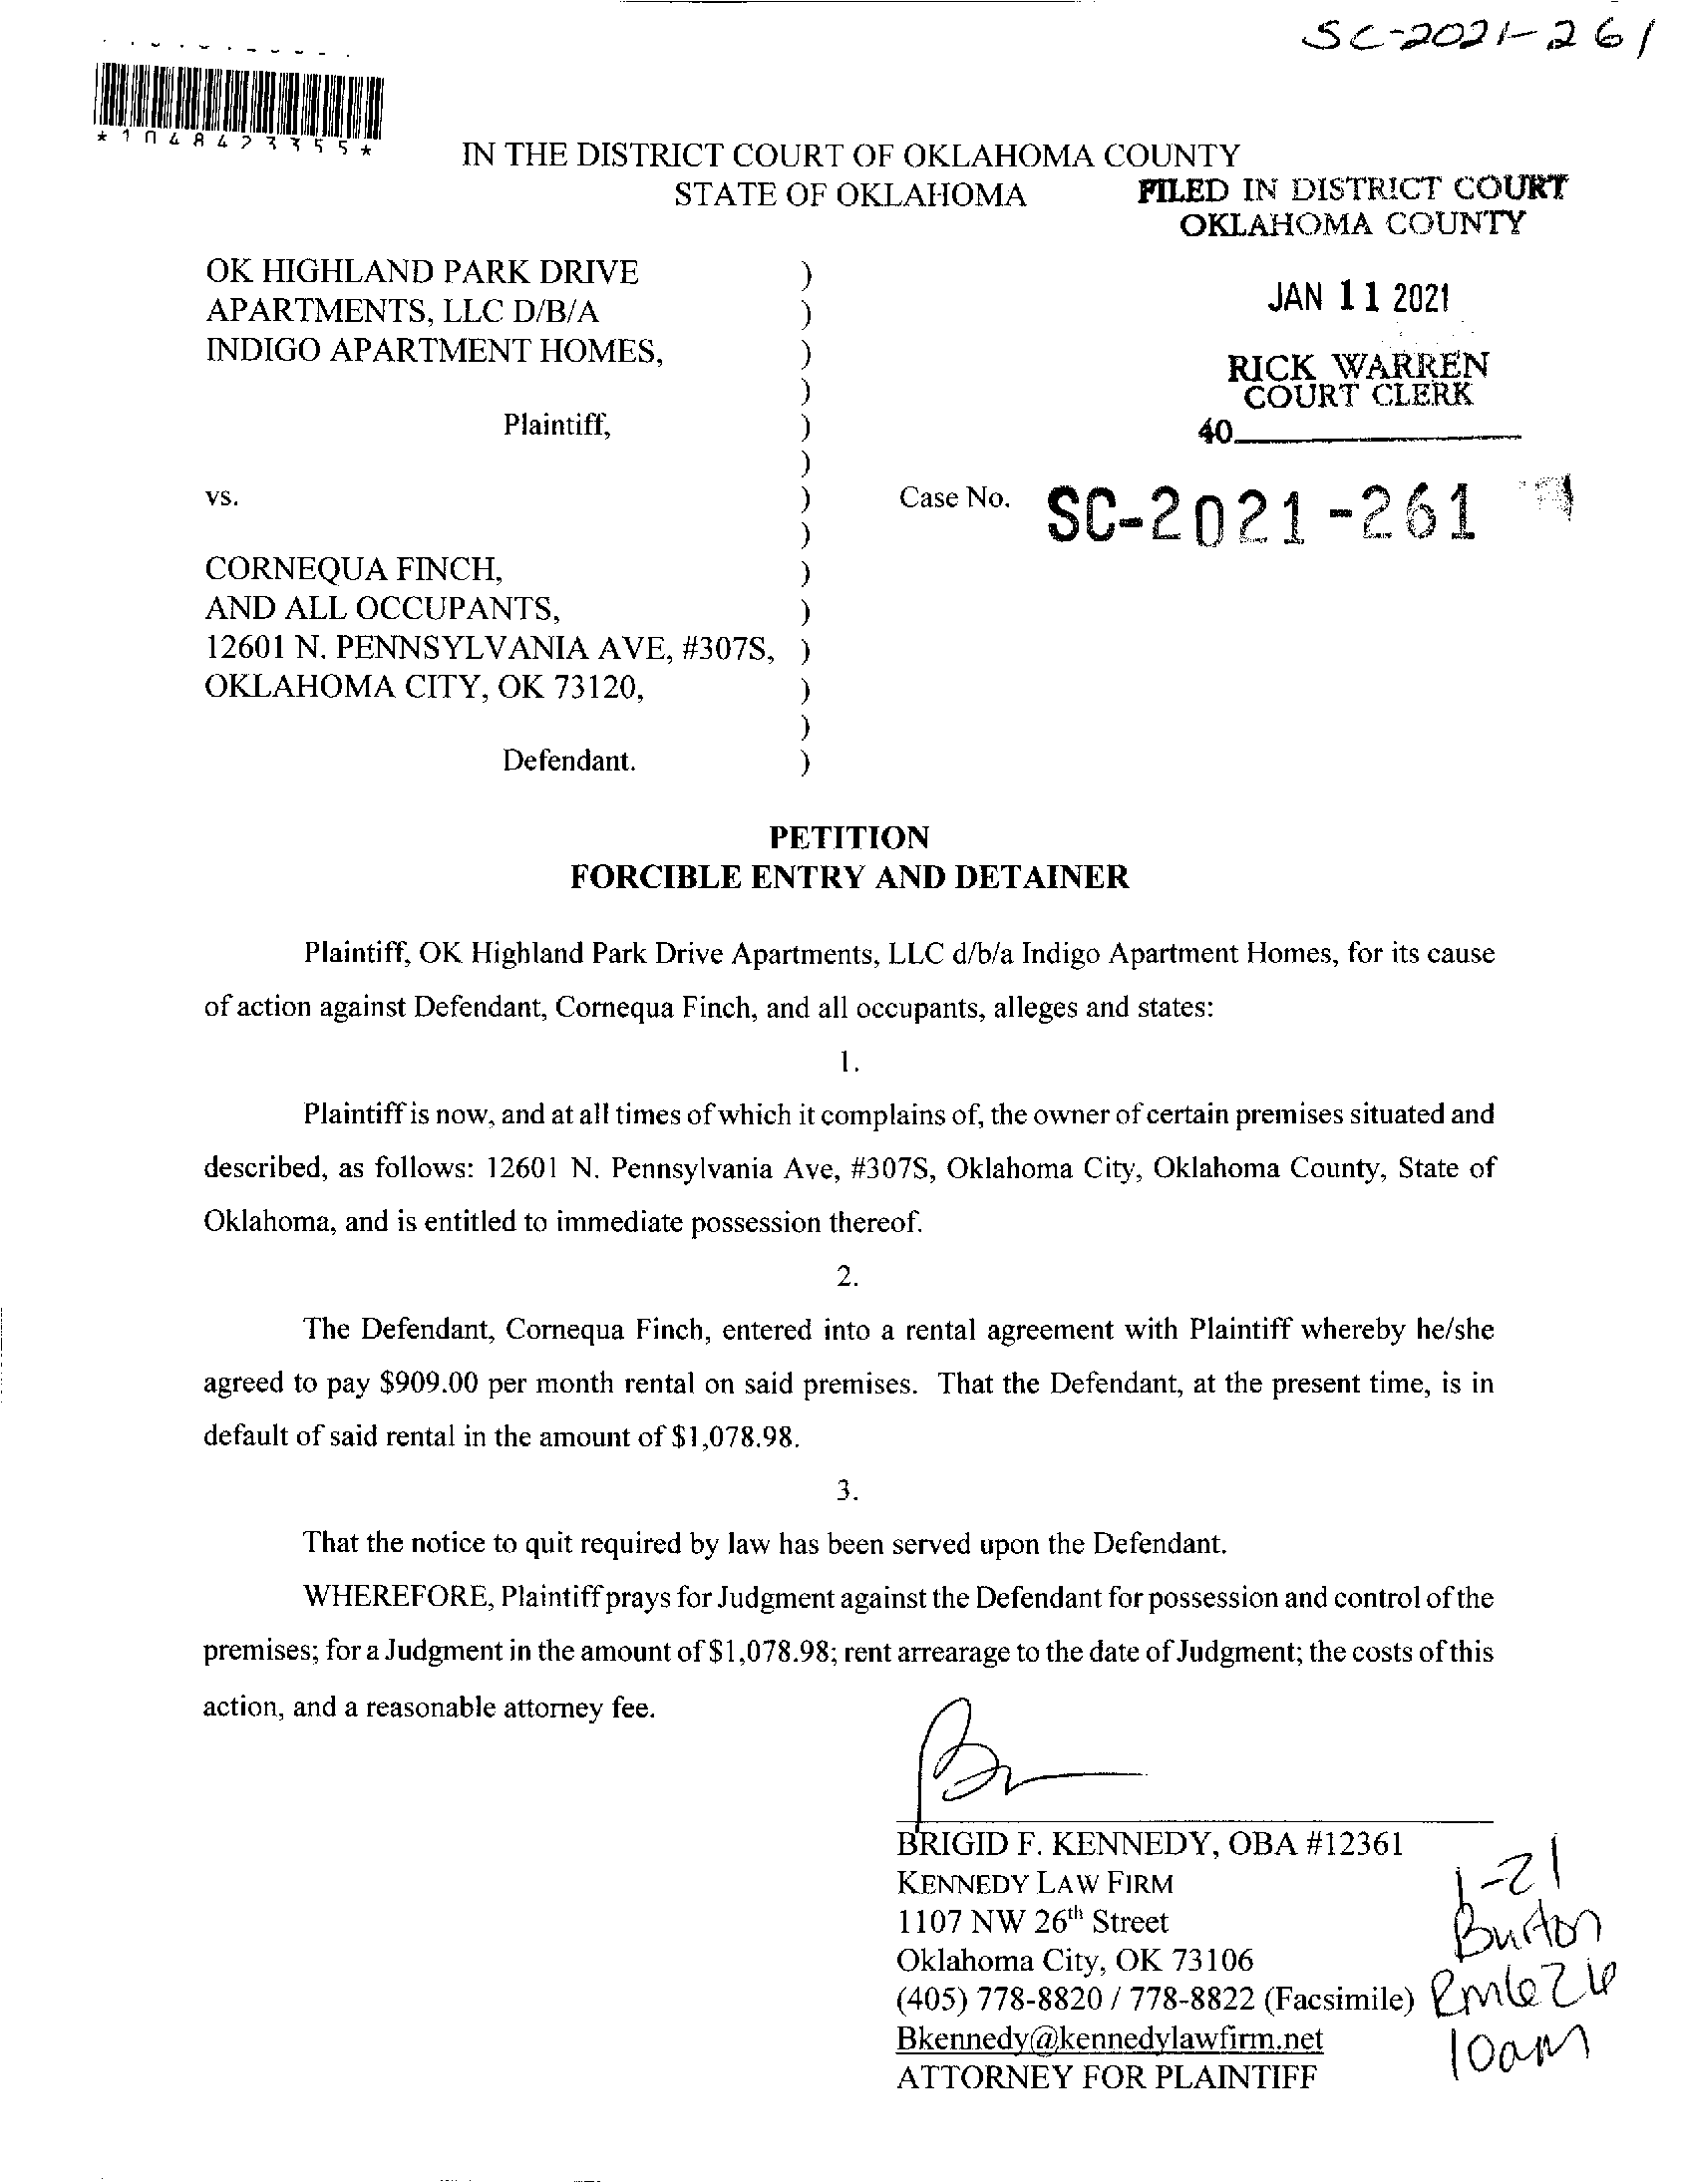 SC-2021-261
*1048423355*
IN THE DISTRICT COURT OF OKLAHOMA COUNTY
STATE OF OKLAHOMA
FILED IN DISTRICT COURT
OKLAHOMA COUNTY
JAN 11 2021
RICK WARREN
COURT CLERK
40
OK HIGHLAND PARK DRIVE )
APARTMENTS, LLC D/B/A )
INDIGO APARTMENT HOMES, )
)
Plaintiff, )
)
vs. ) Case No. SC-2021-261
)
CORNEQUA FINCH, )
AND ALL OCCUPANTS, )
12601 N. PENNSYLVANIA AVE, #307S, )
OKLAHOMA CITY, OK 73120, )
)
Defendant. )
PETITION
FORCIBLE ENTRY AND DETAINER
Plaintiff, OK Highland Park Drive Apartments, LLC d/b/a Indigo Apartment Homes, for its cause
of action against Defendant, Cornequa Finch, and all occupants, alleges and states:
1.
Plaintiff is now, and at all times of which it complains of, the owner of certain premises situated and
described, as follows: 12601 N. Pennsylvania Ave, #307S, Oklahoma City, Oklahoma County, State of
Oklahoma, and is entitled to immediate possession thereof.
2.
The Defendant, Cornequa Finch, entered into a rental agreement with Plaintiff whereby he/she
agreed to pay $909.00 per month rental on said premises. That the Defendant, at the present time, is in
default of said rental in the amount of $1,078.98.
3.
That the notice to quit required by law has been served upon the Defendant.
WHEREFORE, Plaintiff prays for Judgment against the Defendant for possession and control of the
premises; for a Judgment in the amount of $1,078.98; rent arrearage to the date of Judgment; the costs of this
action, and a reasonable attorney fee.
BRIGID F. KENNEDY, OBA #12361
KENNEDY LAW FIRM
1107 NW 26th Street
Oklahoma City, OK 73106
(405) 778-8820 / 778-8822 (Facsimile)
Bkennedy@kennedylawfirm.net
ATTORNEY FOR PLAINTIFF
1-21
Burton
Rm 626
10am